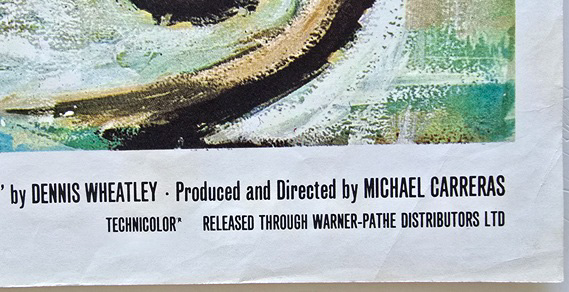 ' by DENNIS WHEATLEY · Produced and Directed by MICHAEL CARRERAS
TECHNICOLOR* RELEASED THROUGH WARNER-PATHE DISTRIBUTORS LTD